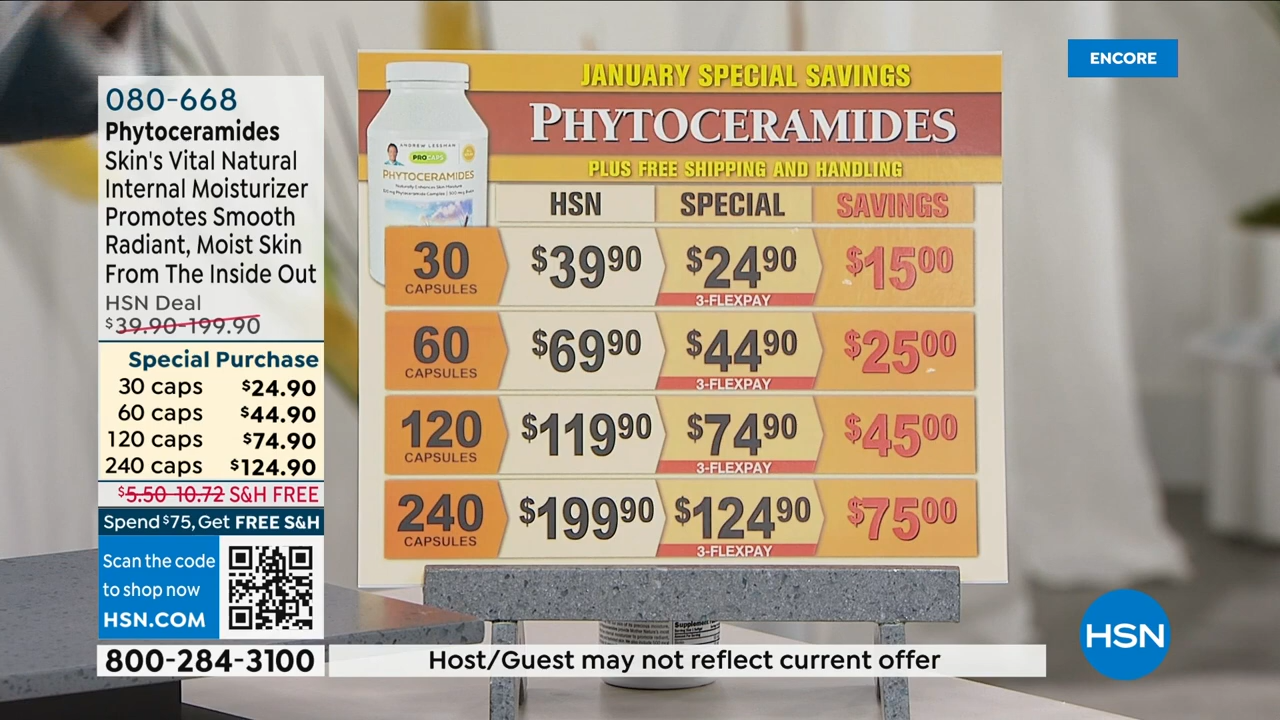 ENCORE
080-668
Phytoceramides
Skin's Vital Natural
Internal Moisturizer
Promotes Smooth
Radiant, Moist Skin
From The Inside Out
HSN Deal
$39.90-199.90
Special Purchase
30 caps $24.90
60 caps $44.90
120 caps $74.90
240 caps $124.90
$5.50-10.72 S&H FREE
Spend $75, Get FREE S&H
Scan the code
to shop now
HSN.COM
800-284-3100
Host/Guest may not reflect current offer
HSN
JANUARY SPECIAL SAVINGS
PHYTOCERAMIDES
PLUS FREE SHIPPING AND HANDLING
HSN SPECIAL SAVINGS
30 CAPSULES $39.90 $24.90 $15.00
3-FLEXPAY
60 CAPSULES $69.90 $44.90 $25.00
3-FLEXPAY
120 CAPSULES $119.90 $74.90 $45.00
3-FLEXPAY
240 CAPSULES $199.90 $124.90 $75.00
3-FLEXPAY
ANDREW LESSMAN
PROCAPS
PHYTOCERAMIDES
Naturally Enhances Skin Moisture
Supplement